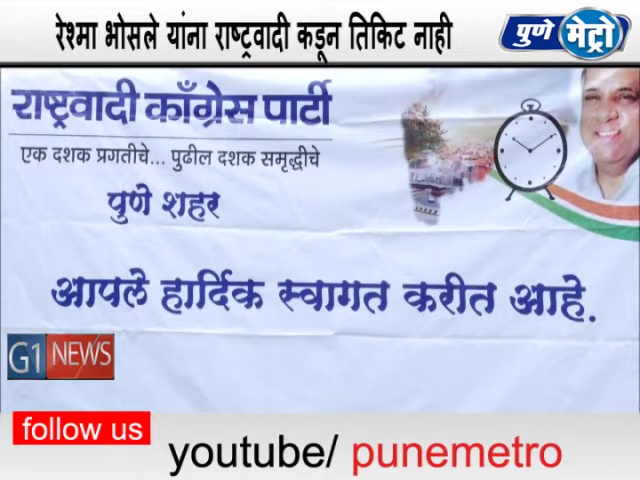 रेश्मा भोसले यांना राष्ट्रवादी कडून तिकिट नाही
पुणे मेट्रो
राष्ट्रवादी काँग्रेस पार्टी
एक दशक प्रगतीचे... पुढील दशक समृद्धीचे
पुणे शहर
आपले हार्दिक स्वागत करीत आहे.
G1 NEWS
follow us
youtube/ punemetro